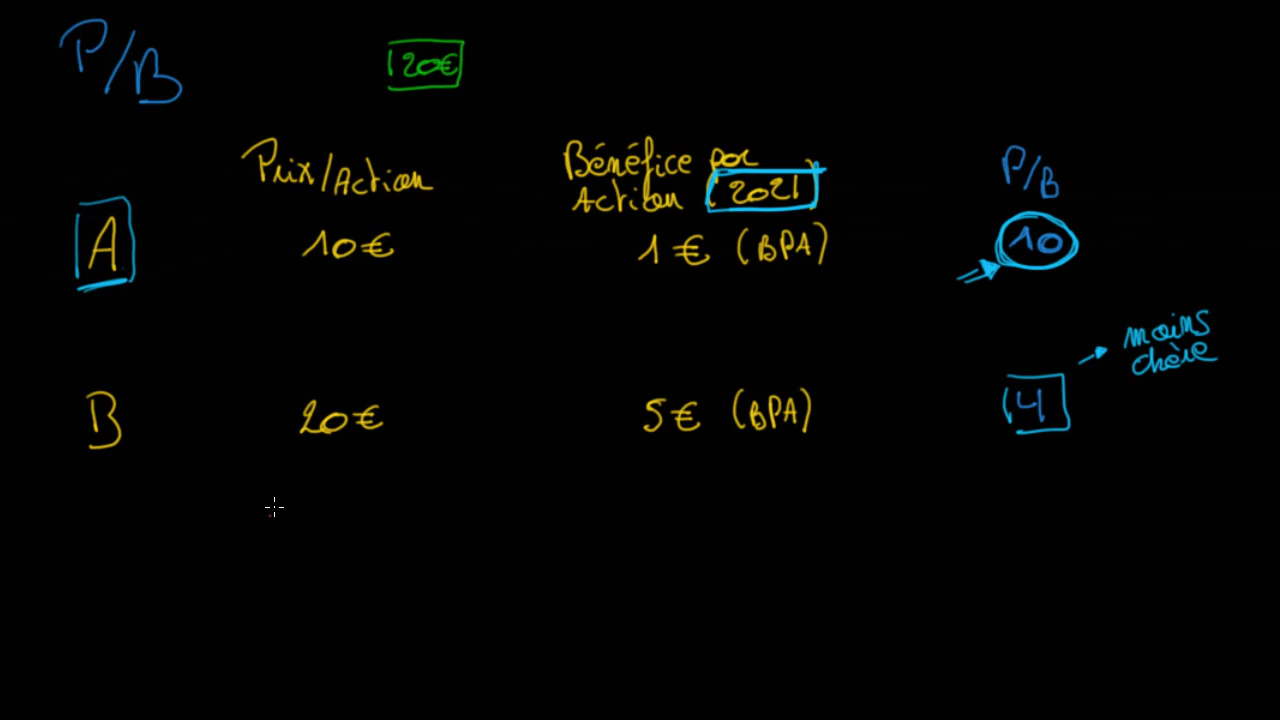 P/B
120€
Prix/Action
Bénéfice par
Action (2021)
P/B
A
10€
1€ (BPA)
10
moins
chère
B
20€
5€ (BPA)
4